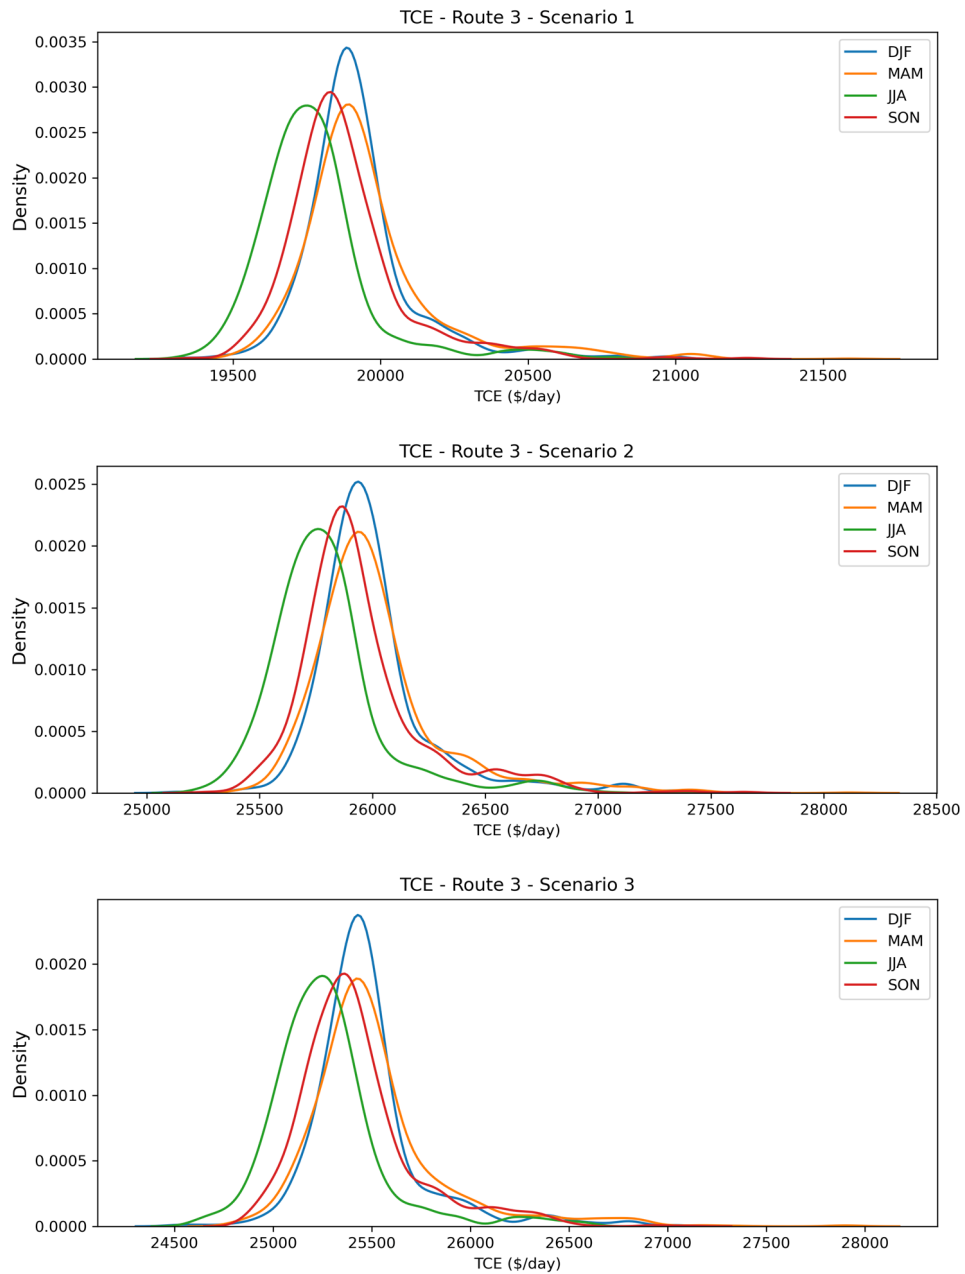 TCE - Route 3 - Scenario 1
0.0035
0.0030
0.0025
0.0020
0.0015
0.0010
0.0005
0.0000
Density
DJF
MAM
JJA
SON
19500 20000 20500 21000 21500
TCE ($/day)
TCE - Route 3 - Scenario 2
0.0025
0.0020
0.0015
0.0010
0.0005
0.0000
Density
DJF
MAM
JJA
SON
25000 25500 26000 26500 27000 27500 28000 28500
TCE ($/day)
TCE - Route 3 - Scenario 3
0.0020
0.0015
0.0010
0.0005
0.0000
Density
DJF
MAM
JJA
SON
24500 25000 25500 26000 26500 27000 27500 28000
TCE ($/day)